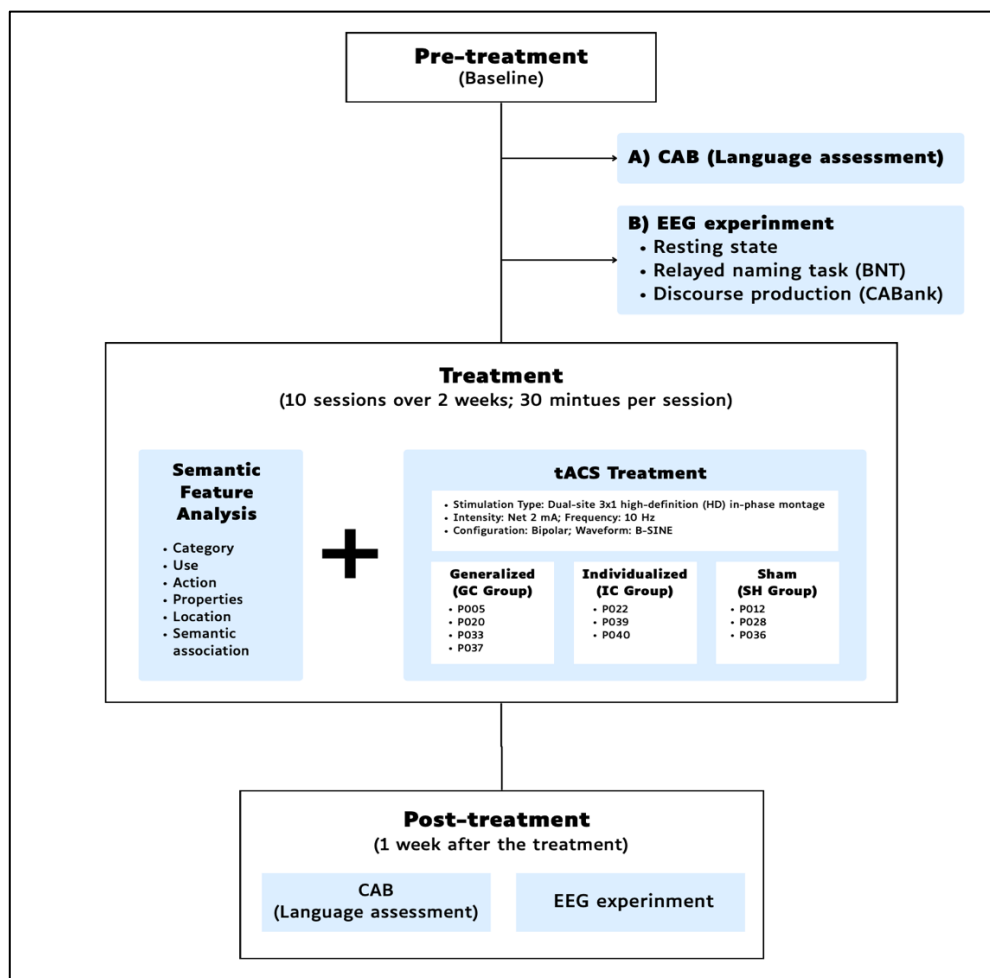 Pre-treatment
(Baseline)
A) CAB (Language assessment)
B) EEG experinment
• Resting state
• Relayed naming task (BNT)
• Discourse production (CABank)
Treatment
(10 sessions over 2 weeks; 30 mintues per session)
Semantic
Feature
Analysis
• Category
• Use
• Action
• Properties
• Location
• Semantic
association
+
tACS Treatment
• Stimulation Type: Dual-site 3x1 high-definition (HD) in-phase montage
• Intensity: Net 2 mA; Frequency: 10 Hz
• Configuration: Bipolar; Waveform: B-SINE
Generalized
(GC Group)
• P005
• P020
• P033
• P037
Individualized
(IC Group)
• P022
• P039
• P040
Sham
(SH Group)
• P012
• P028
• P036
Post-treatment
(1 week after the treatment)
CAB
(Language assessment)
EEG experinment